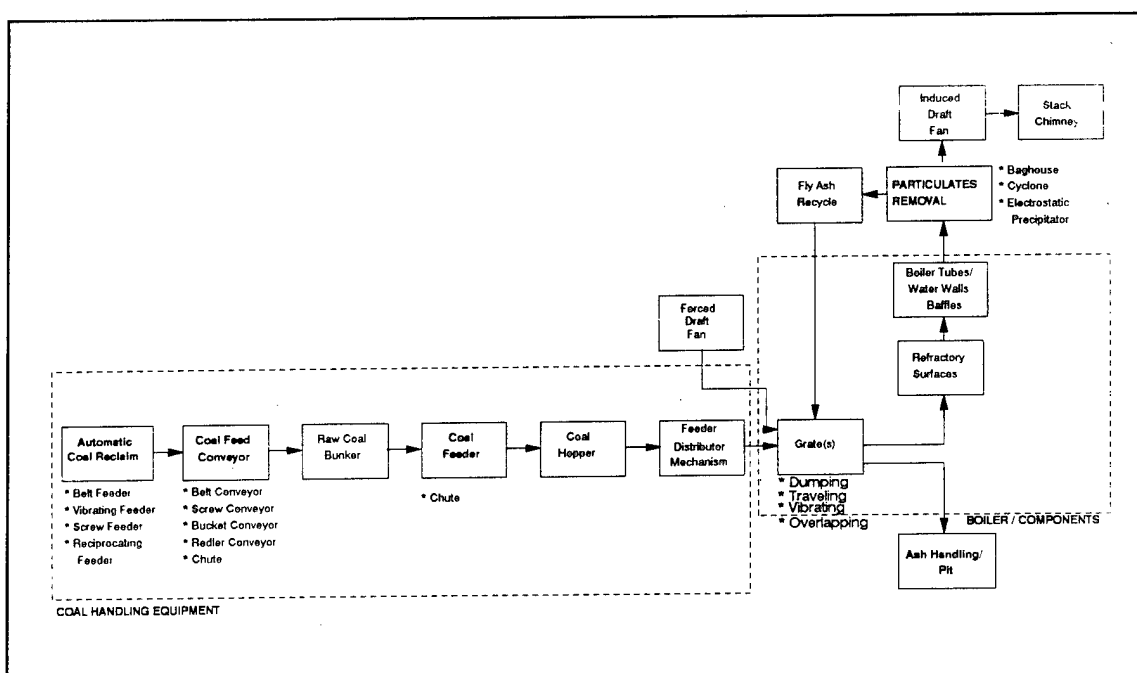 Induced
Draft
Fan
Stack
Chimney
Fly Ash
Recycle
PARTICULATES
REMOVAL
* Baghouse
* Cyclone
* Electrostatic
Precipitator
Boiler Tubes/
Water Walls
Baffles
Forced
Draft
Fan
Refractory
Surfaces
Automatic
Coal Reclaim
Coal Feed
Conveyor
Raw Coal
Bunker
Coal
Feeder
Coal
Hopper
Feeder
Distributor
Mechanism
Grate(s)
* Belt Feeder
* Vibrating Feeder
* Screw Feeder
* Reciprocating
Feeder
* Belt Conveyor
* Screw Conveyor
* Bucket Conveyor
* Redler Conveyor
* Chute
* Chute
* Dumping
* Traveling
* Vibrating
* Overlapping
BOILER / COMPONENTS
Ash Handling/
Pit
COAL HANDLING EQUIPMENT